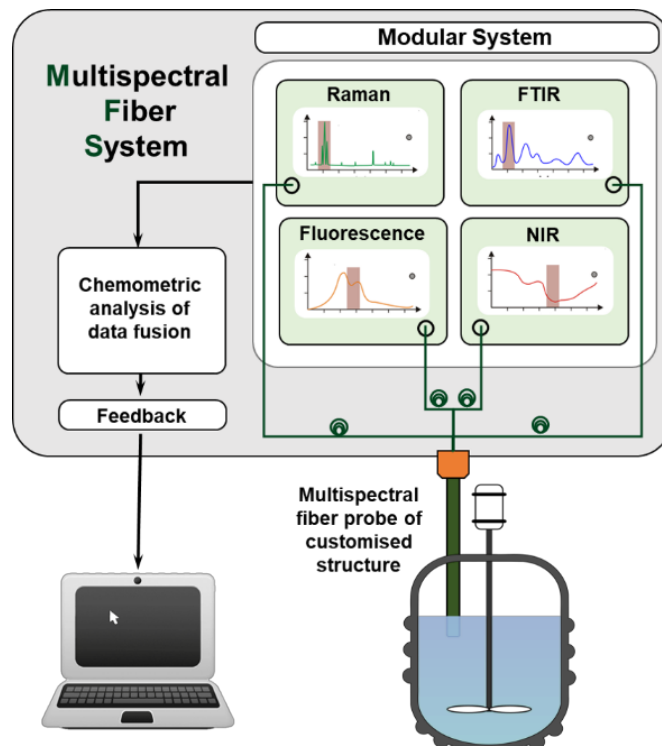 Modular System
Multispectral
Fiber
System
Raman
FTIR
Fluorescence
NIR
Chemometric
analysis of
data fusion
Feedback
Multispectral
fiber probe of
customised
structure